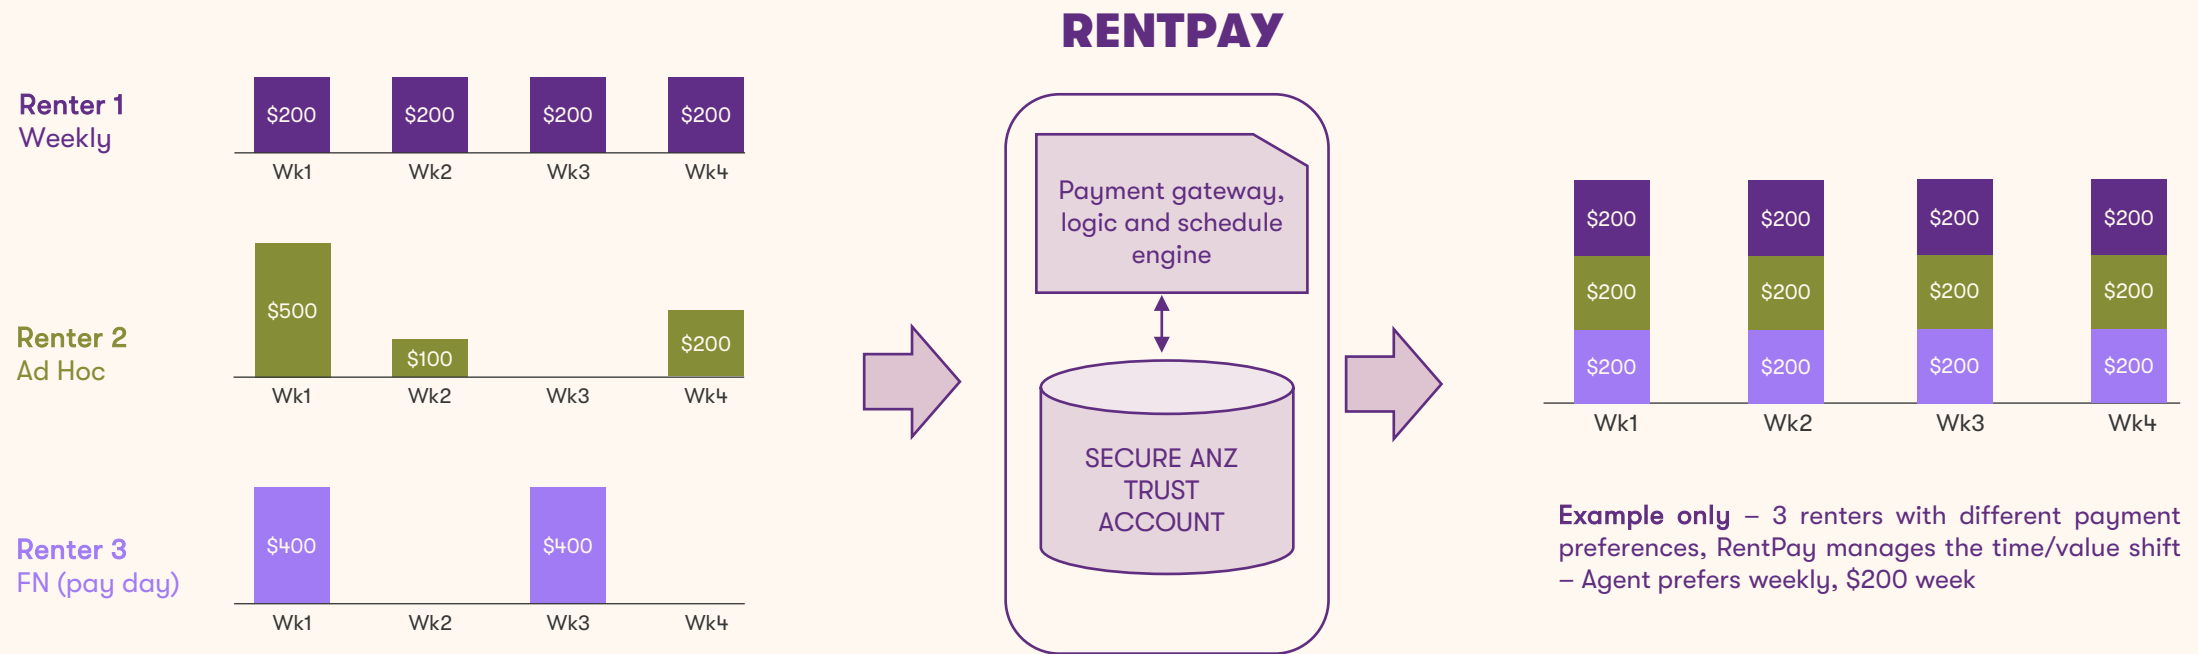 RENTPAY
Renter 1
Weekly
$200
$200
$200
$200
Wk1
Wk2
Wk3
Wk4
Renter 2
Ad Hoc
$500
$100
$200
Wk1
Wk2
Wk3
Wk4
Renter 3
FN (pay day)
$400
$400
Wk1
Wk2
Wk3
Wk4
Payment gateway,
logic and schedule
engine
SECURE ANZ
TRUST
ACCOUNT
$200
$200
$200
$200
$200
$200
$200
$200
$200
$200
$200
$200
Wk1
Wk2
Wk3
Wk4
Example only – 3 renters with different payment
preferences, RentPay manages the time/value shift
– Agent prefers weekly, $200 week